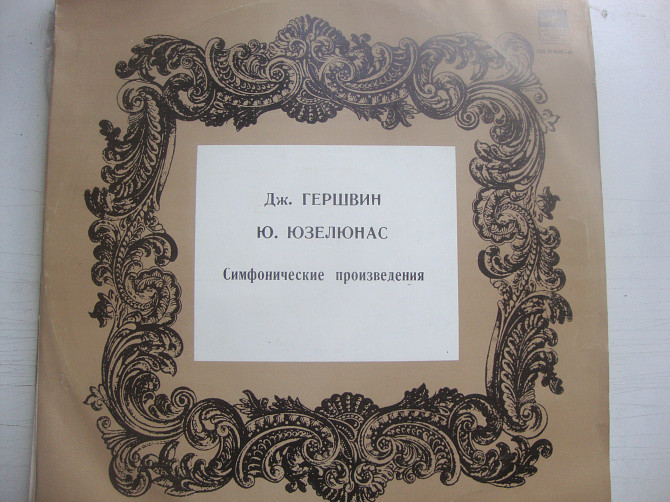 Дж. ГЕРШВИН
Ю. ЮЗЕЛЮНАС
Симфонические произведения